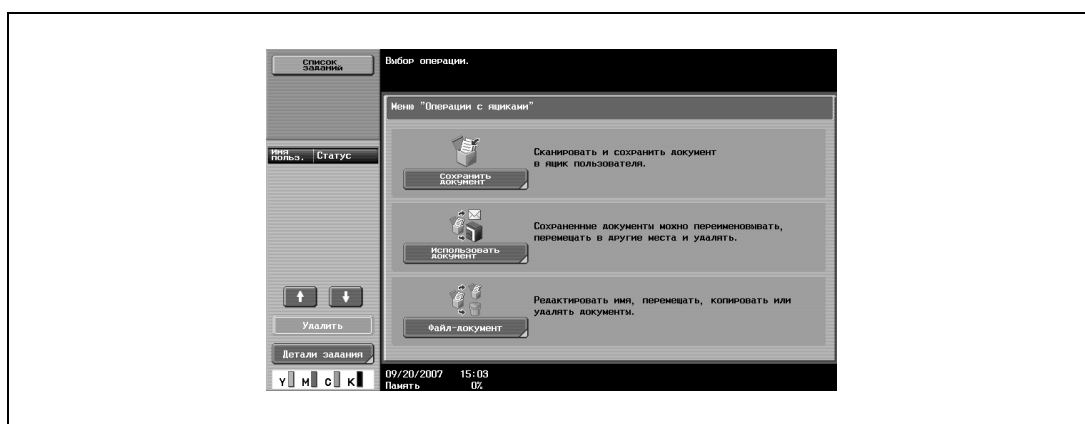 Список
заданий
Выбор операции.
Меню "Операции с ящиками"
Имя
польз.
Статус
Сканировать и сохранить документ
в ящик пользователя.
Сохранить
документ
Сохраненные документы можно переименовывать,
перемещать в другие места и удалять.
Использовать
документ
Редактировать имя, перемещать, копировать или
удалять документы.
Файл-документ
Удалить
Детали задания
Y M C K
09/20/2007 15:03
Память 0%